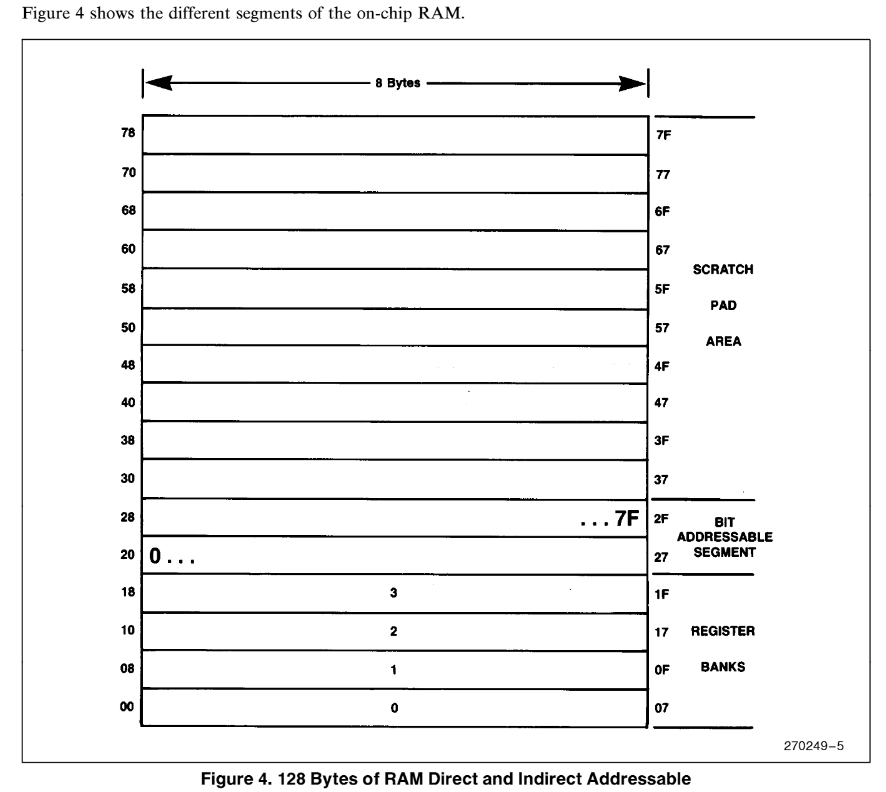 Figure 4 shows the different segments of the on-chip RAM.
8 Bytes
78 7F
70 77
68 6F
60 67
58 5F
50 57
48 4F
40 47
38 3F
30 37
SCRATCH
PAD
AREA
28 ...7F 2F
20 0... 27
BIT
ADDRESSABLE
SEGMENT
18 3 1F
10 2 17
08 1 0F
00 0 07
REGISTER
BANKS
270249-5
Figure 4. 128 Bytes of RAM Direct and Indirect Addressable